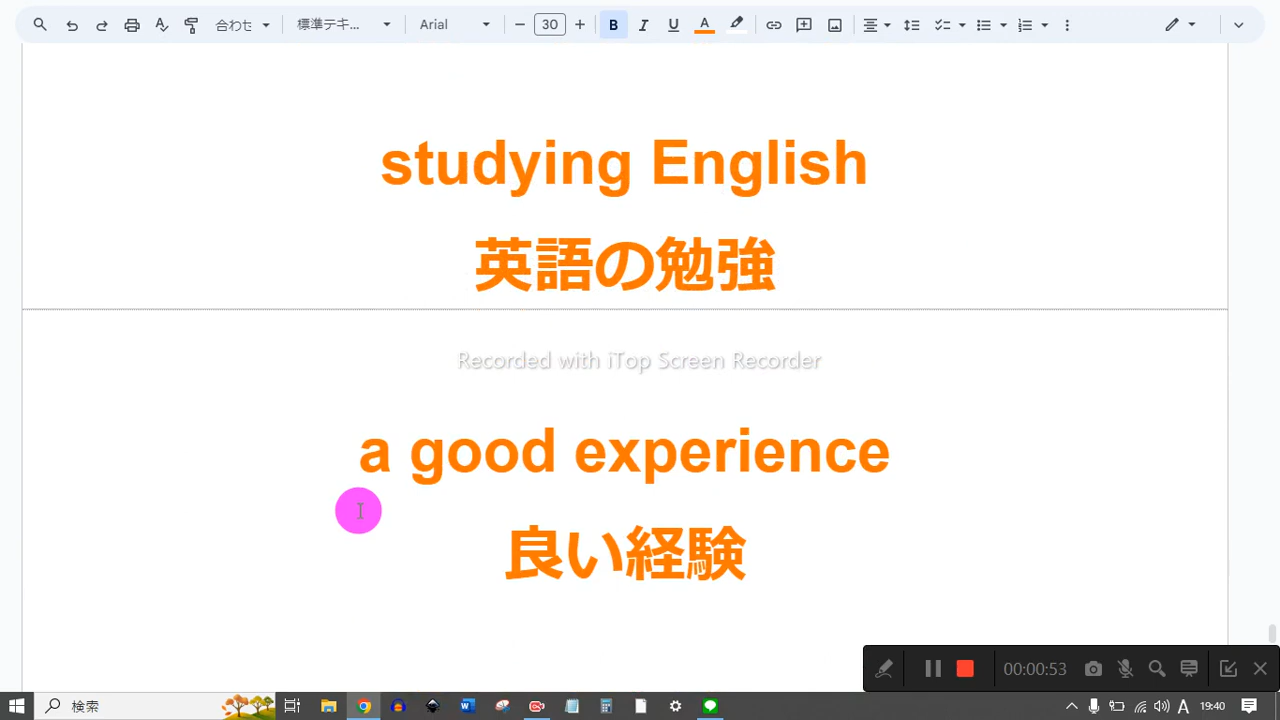 合わせ 標準テキ... Arial 30 B I U A
studying English
英語の勉強
Recorded with iTop Screen Recorder
a good experience
良い経験
00:00:53
検索 A 19:40